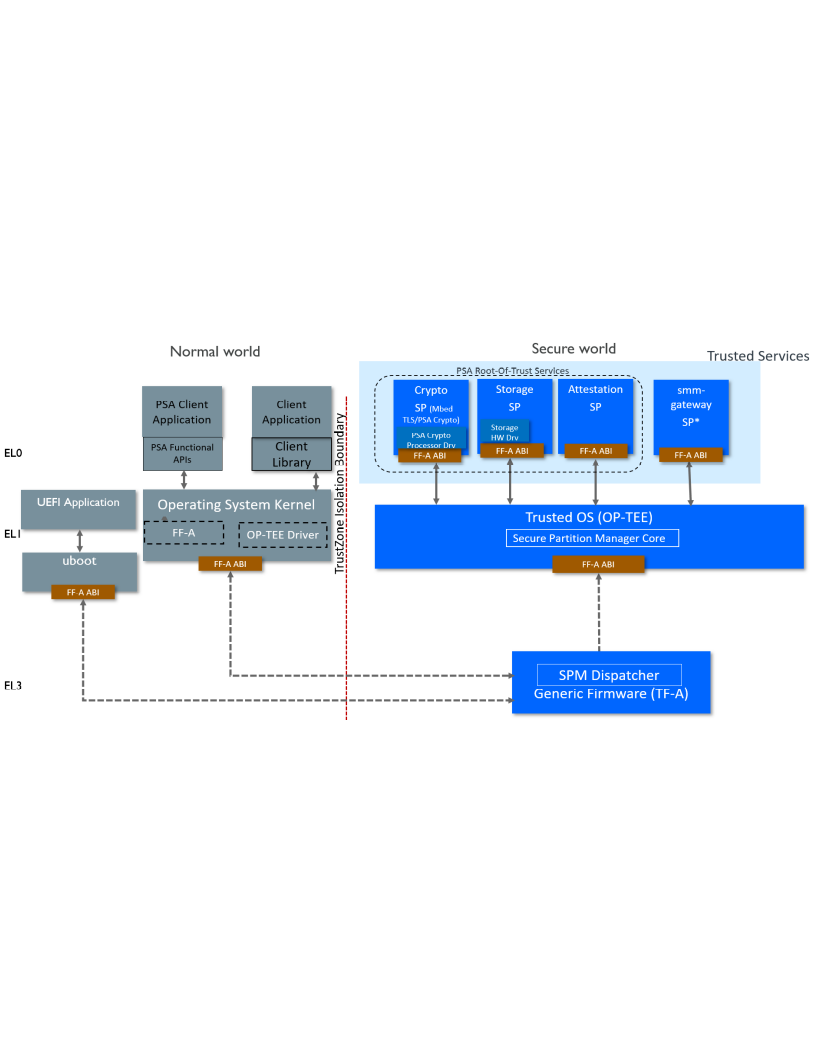 Normal world
Secure world
Trusted Services
PSA Root-Of-Trust Services
PSA Client
Application
PSA Functional
APIs
Client
Application
Client
Library
TrustZone Isolation Boundary
Crypto
SP (Mbed
TLS/PSA Crypto)
PSA Crypto
Processor Drv
FF-A ABI
Storage
SP
Storage
HW Drv
FF-A ABI
Attestation
SP
FF-A ABI
smm-
gateway
SP*
FF-A ABI
EL0
UEFI Application
Operating System Kernel
FF-A
OP-TEE Driver
FF-A ABI
EL1
uboot
FF-A ABI
Trusted OS (OP-TEE)
Secure Partition Manager Core
FF-A ABI
EL3
SPM Dispatcher
Generic Firmware (TF-A)